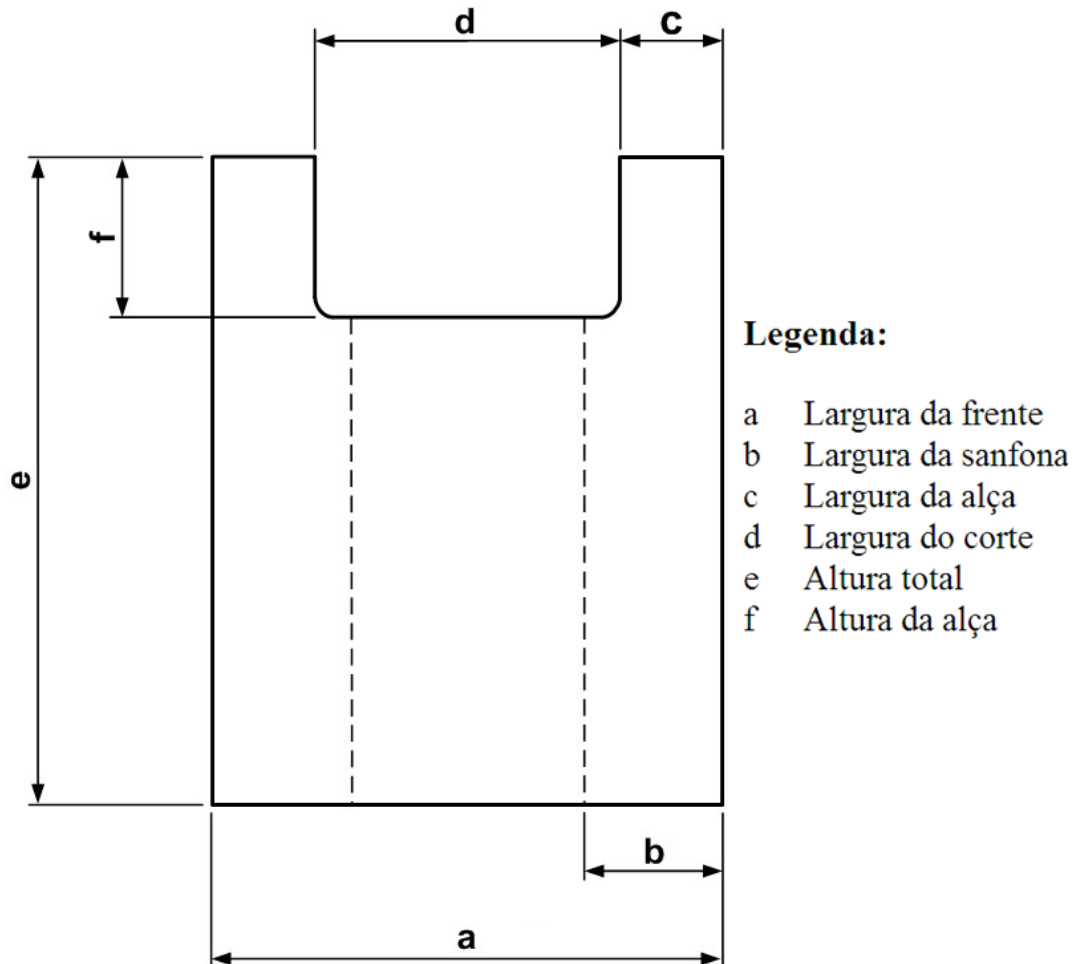 d
c
f
e
Legenda:
a Largura da frente
b Largura da sanfona
c Largura da alça
d Largura do corte
e Altura total
f Altura da alça
b
a